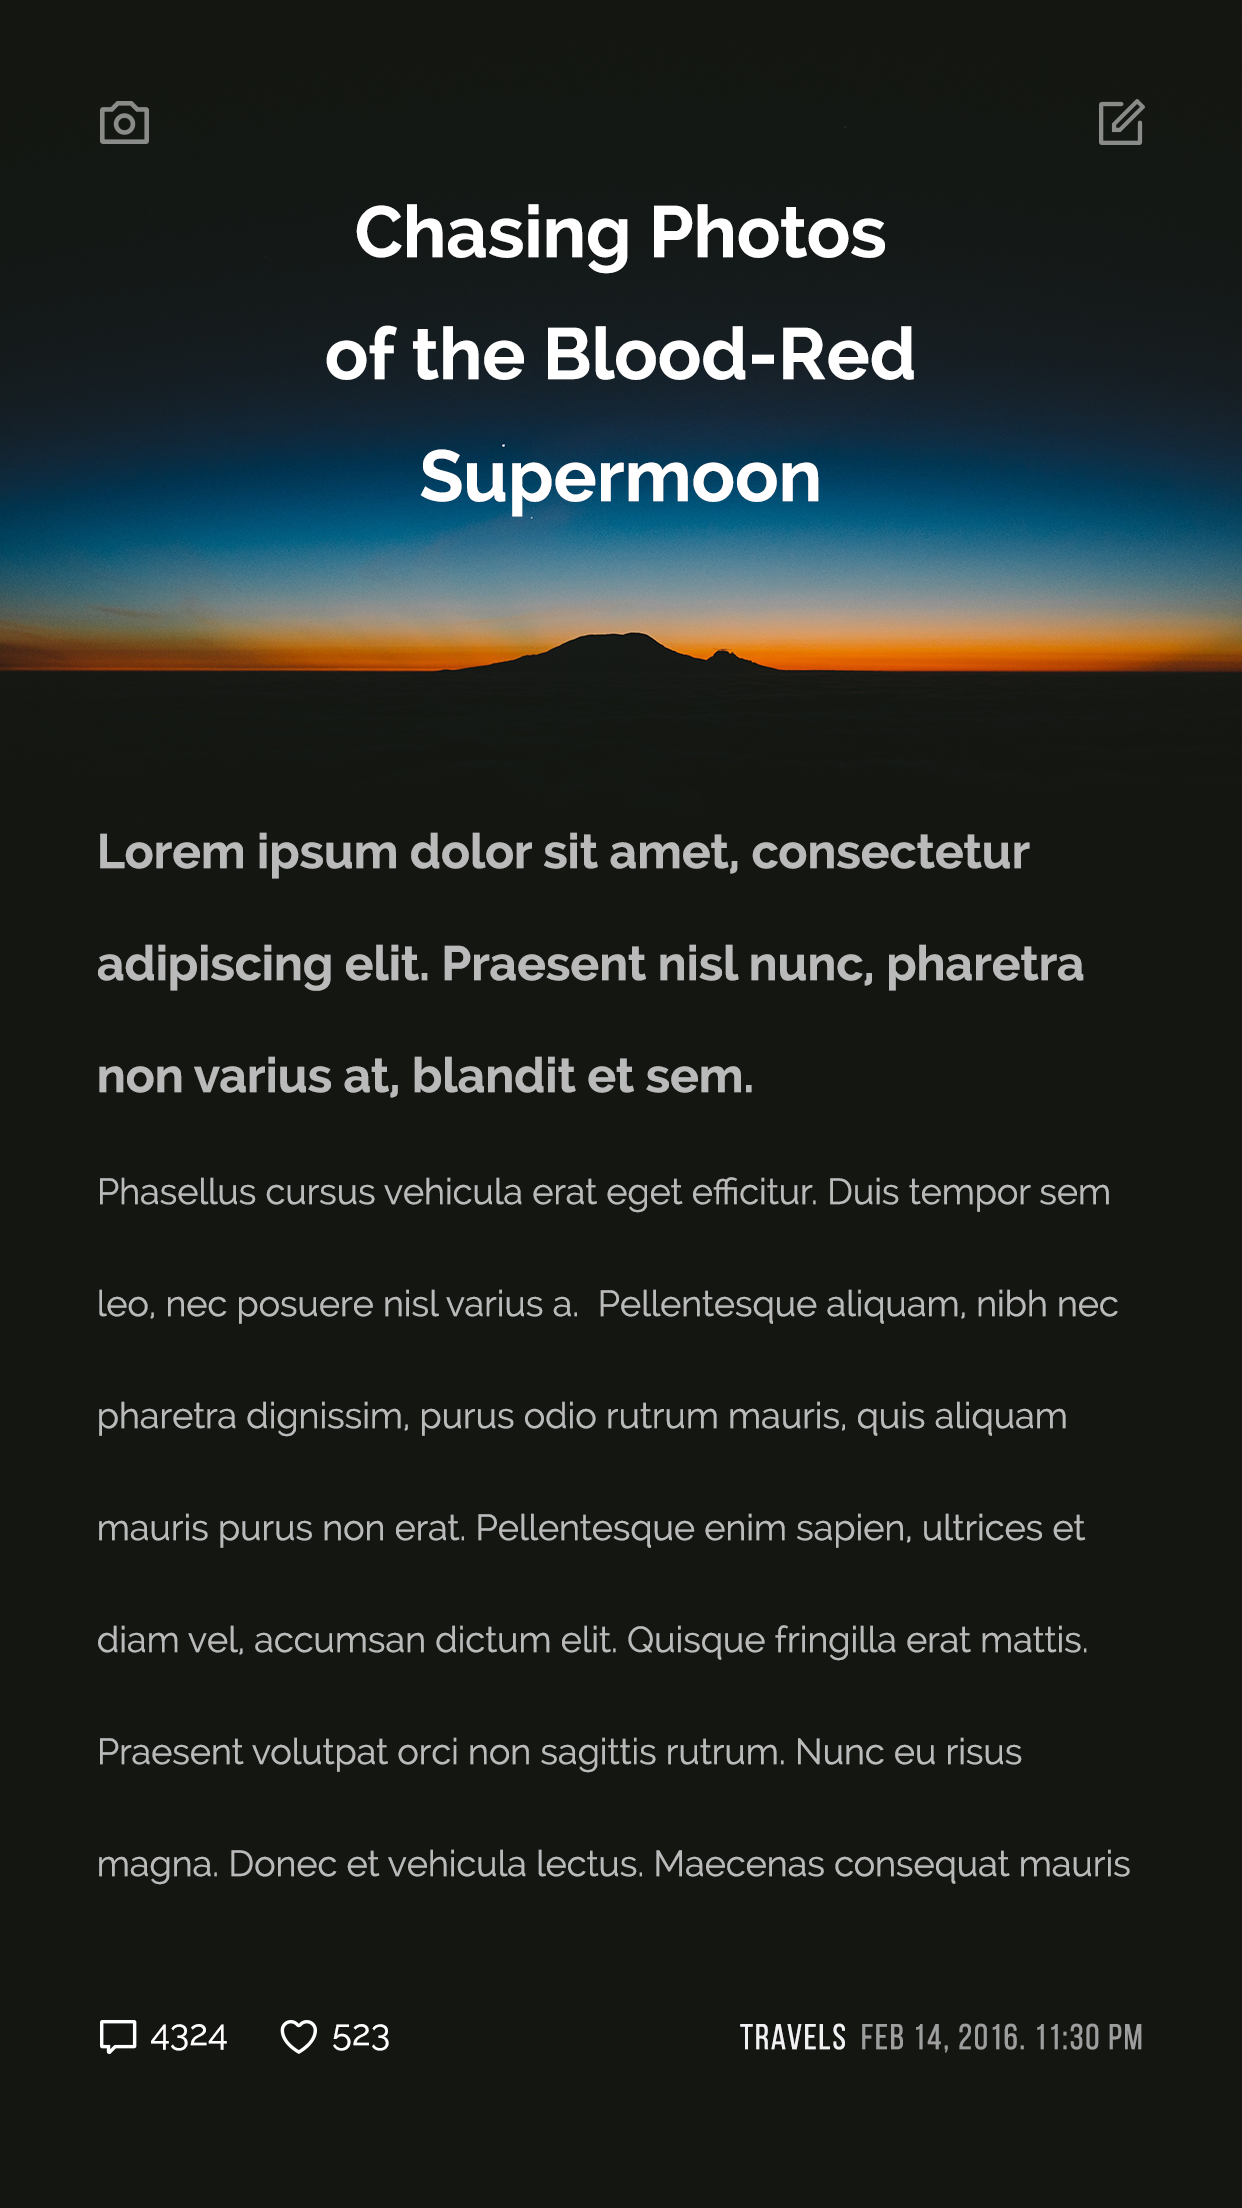 Chasing Photos
of the Blood-Red
Supermoon
Lorem ipsum dolor sit amet, consectetur
adipiscing elit. Praesent nisl nunc, pharetra
non varius at, blandit et sem.
Phasellus cursus vehicula erat eget efficitur. Duis tempor sem
leo, nec posuere nisl varius a.  Pellentesque aliquam, nibh nec
pharetra dignissim, purus odio rutrum mauris, quis aliquam
mauris purus non erat. Pellentesque enim sapien, ultrices et
diam vel, accumsan dictum elit. Quisque fringilla erat mattis.
Praesent volutpat orci non sagittis rutrum. Nunc eu risus
magna. Donec et vehicula lectus. Maecenas consequat mauris
4324 523 TRAVELS FEB 14, 2016. 11:30 PM